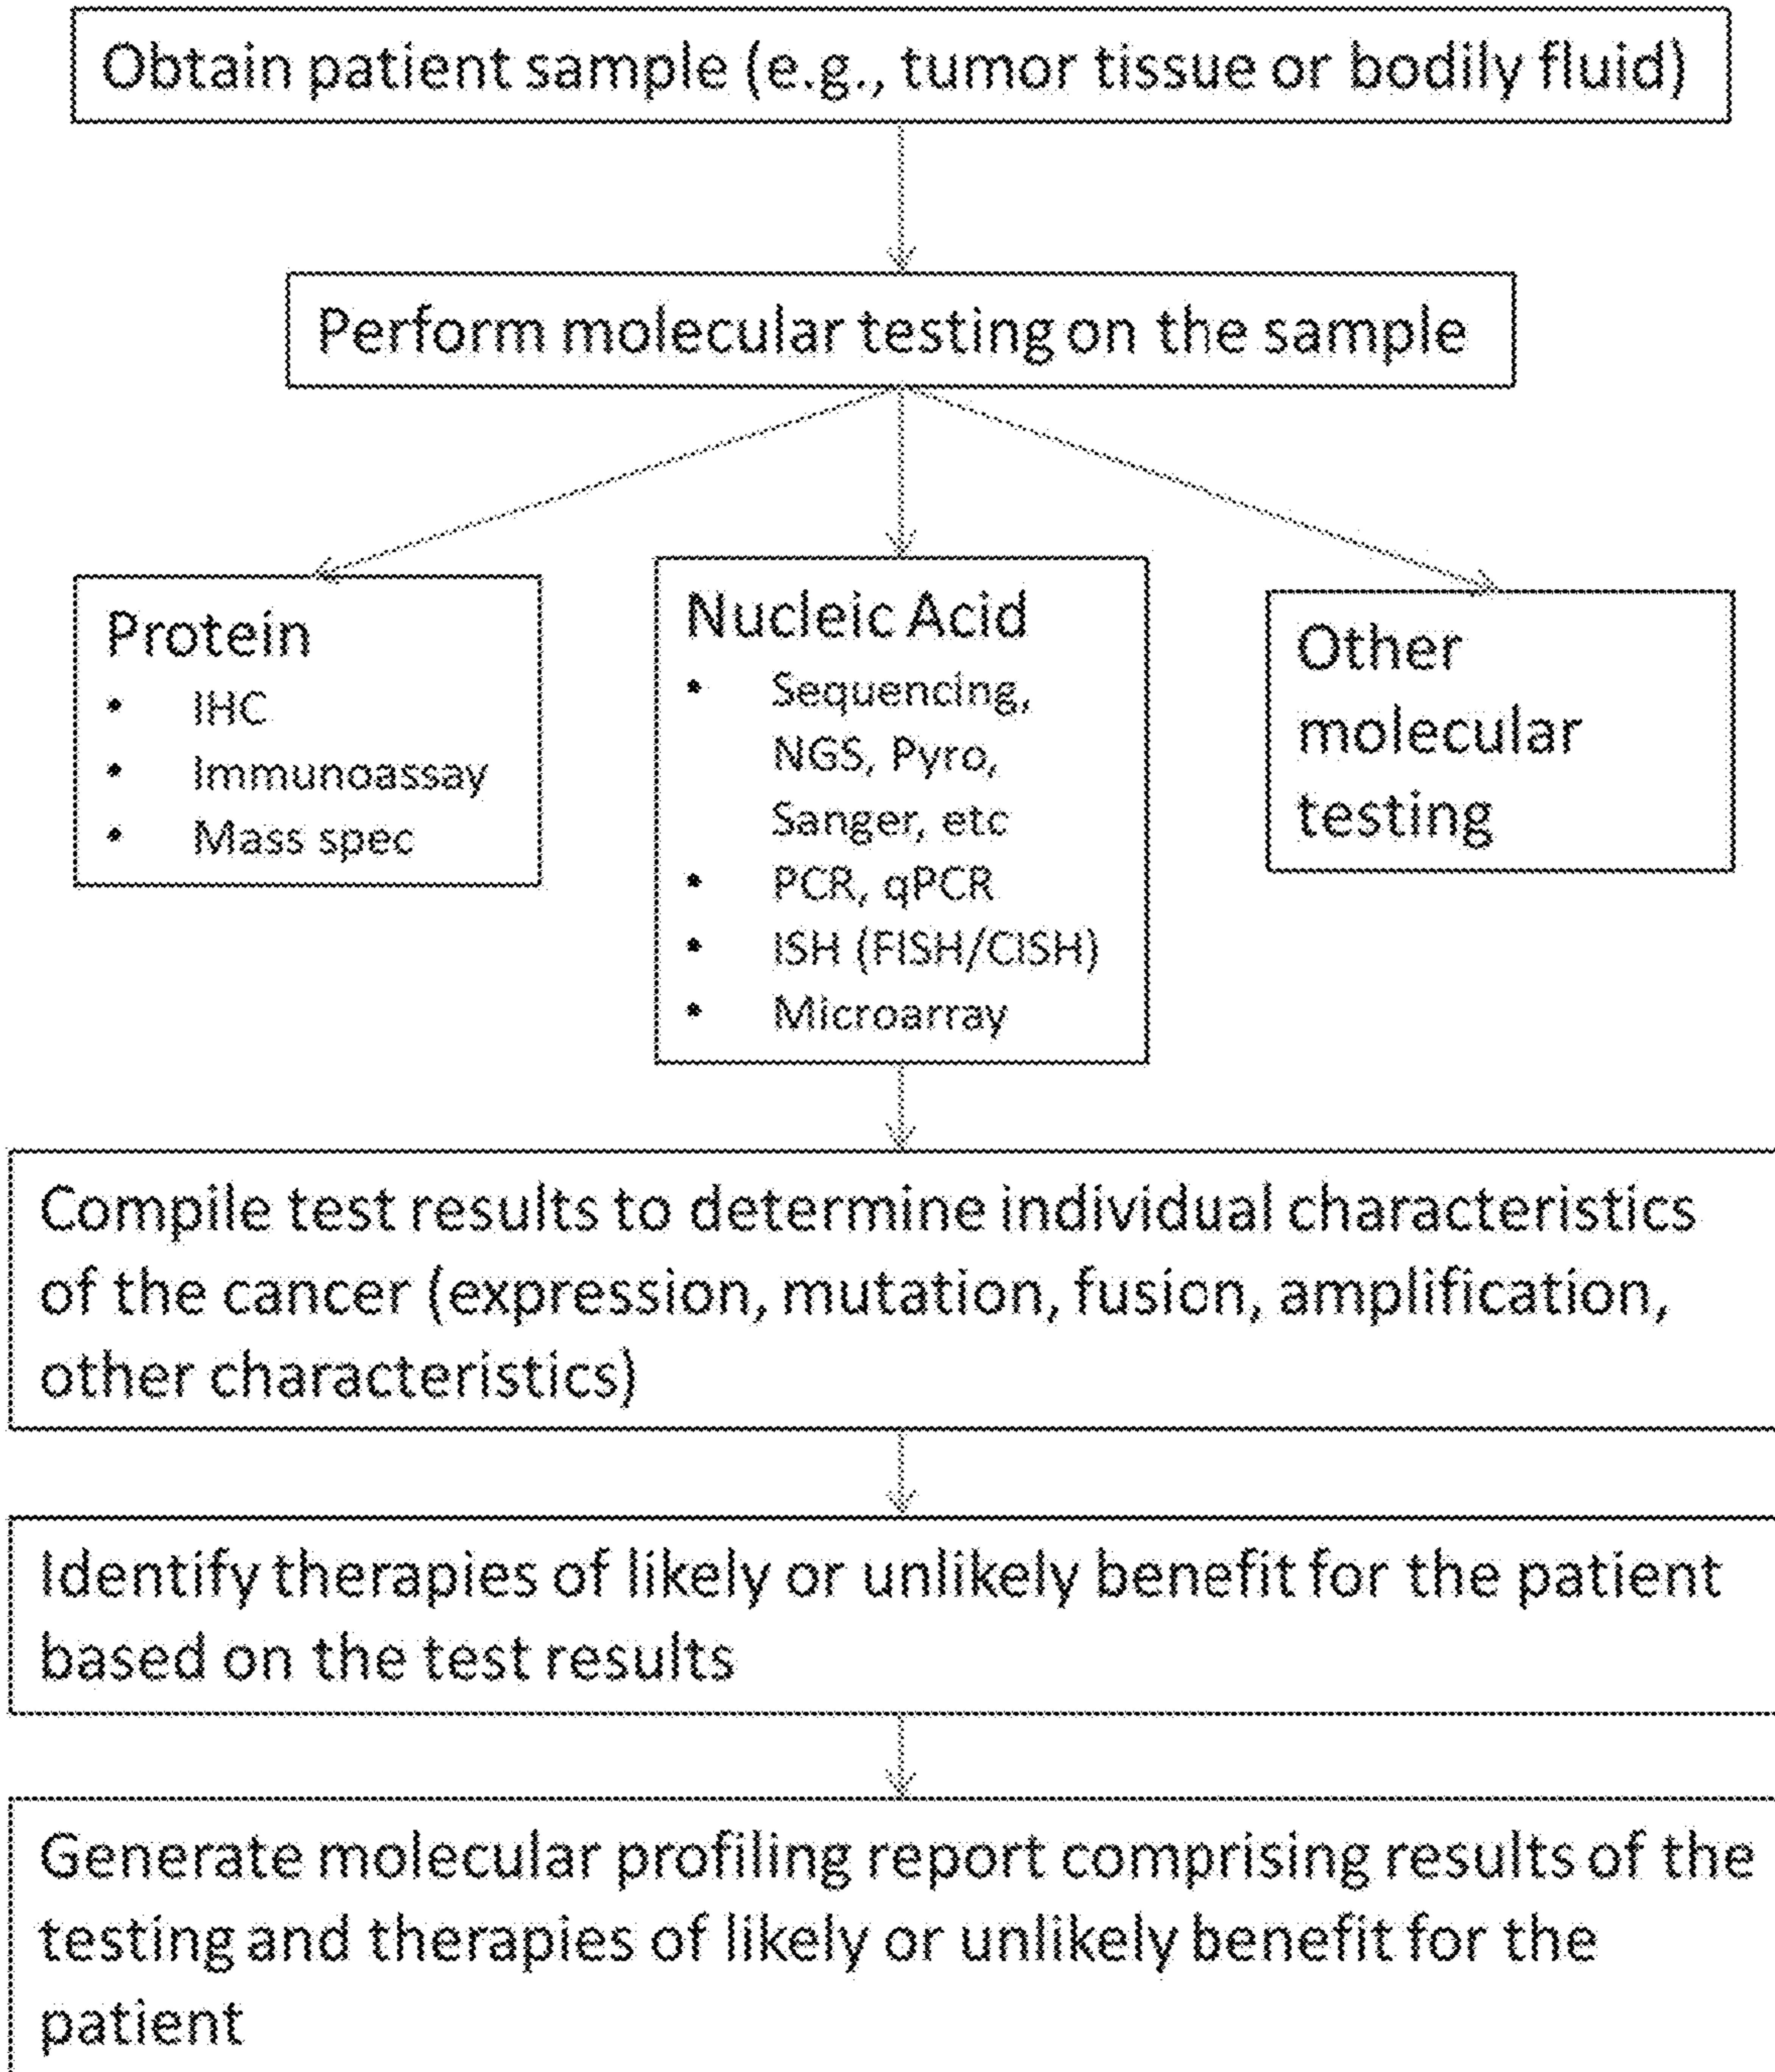 Obtain patient sample (e.g., tumor tissue or bodily fluid)
Perform molecular testing on the sample
Protein
• IHC
• Immunoassay
• Mass spec
Nucleic Acid
• Sequencing,
NGS, Pyro,
Sanger, etc
• PCR, qPCR
• ISH (FISH/CISH)
• Microarray
Other
molecular
testing
Compile test results to determine individual characteristics
of the cancer (expression, mutation, fusion, amplification,
other characteristics)
Identify therapies of likely or unlikely benefit for the patient
based on the test results
Generate molecular profiling report comprising results of the
testing and therapies of likely or unlikely benefit for the
patient